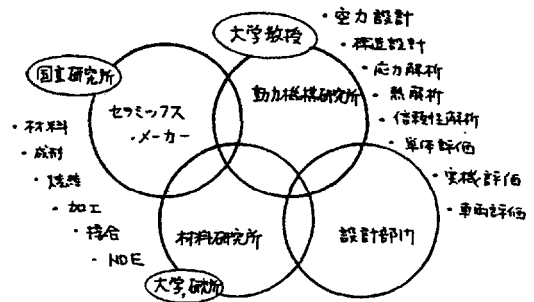 大学教授
国立研究所
セラミックス
・メーカー
動力機構研究所
材料研究所
設計部門
大学,研究所
・空力設計
・構造設計
・応力解析
・熱解析
・信頼性解析
・単体評価
・実機評価
・車両評価
・材料
・成形
・焼結
・加工
・接合
・NDE